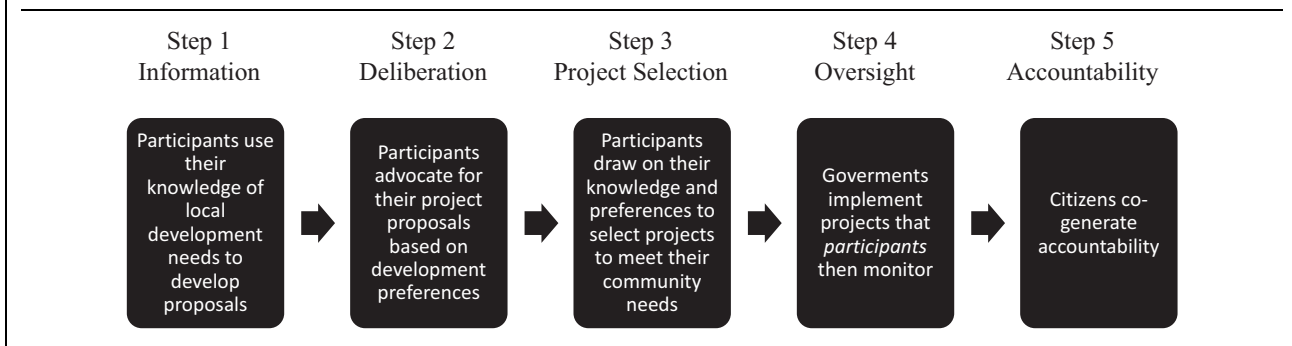 Step 1
Information
Step 2
Deliberation
Step 3
Project Selection
Step 4
Oversight
Step 5
Accountability
Participants use
their
knowledge of
local
development
needs to
develop
proposals
Participants
advocate for
their project
proposals
based on
development
preferences
Participants
draw on their
knowledge and
preferences to
select projects
to meet their
community
needs
Goverments
implement
projects that
participants
then monitor
Citizens co-
generate
accountability